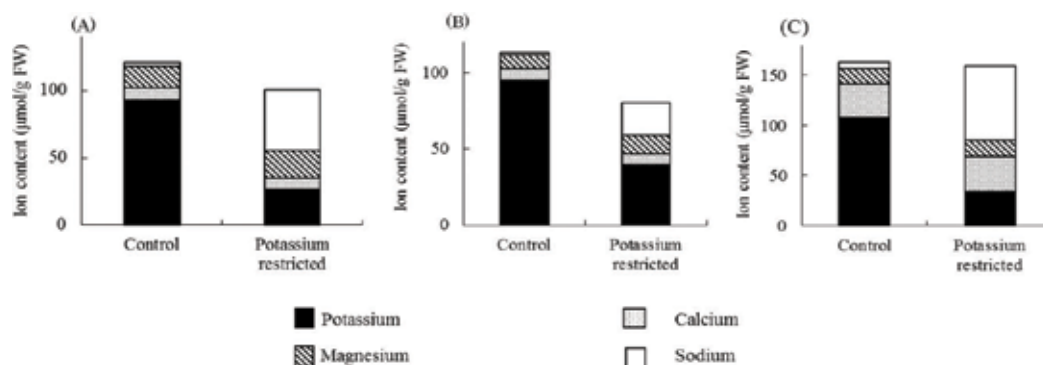 (A)
Ion content (μmol/g FW)
100
50
0
Control
Potassium
restricted
(B)
Ion content (μmol/g FW)
100
50
0
Control
Potassium
restricted
(C)
Ion content (μmol/g FW)
150
100
50
0
Control
Potassium
restricted
Potassium
Calcium
Magnesium
Sodium